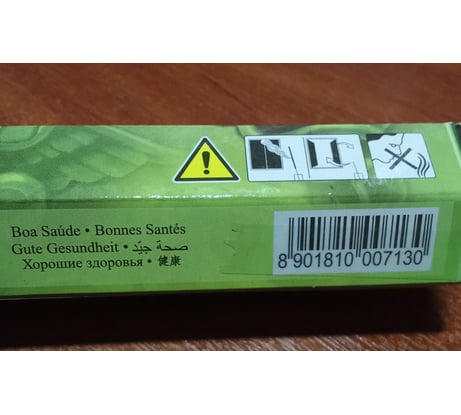 Boa Saúde • Bonnes Santés
Gute Gesundheit • صحة جيّد
Хорошие здоровья • 健康
8 901810 007130